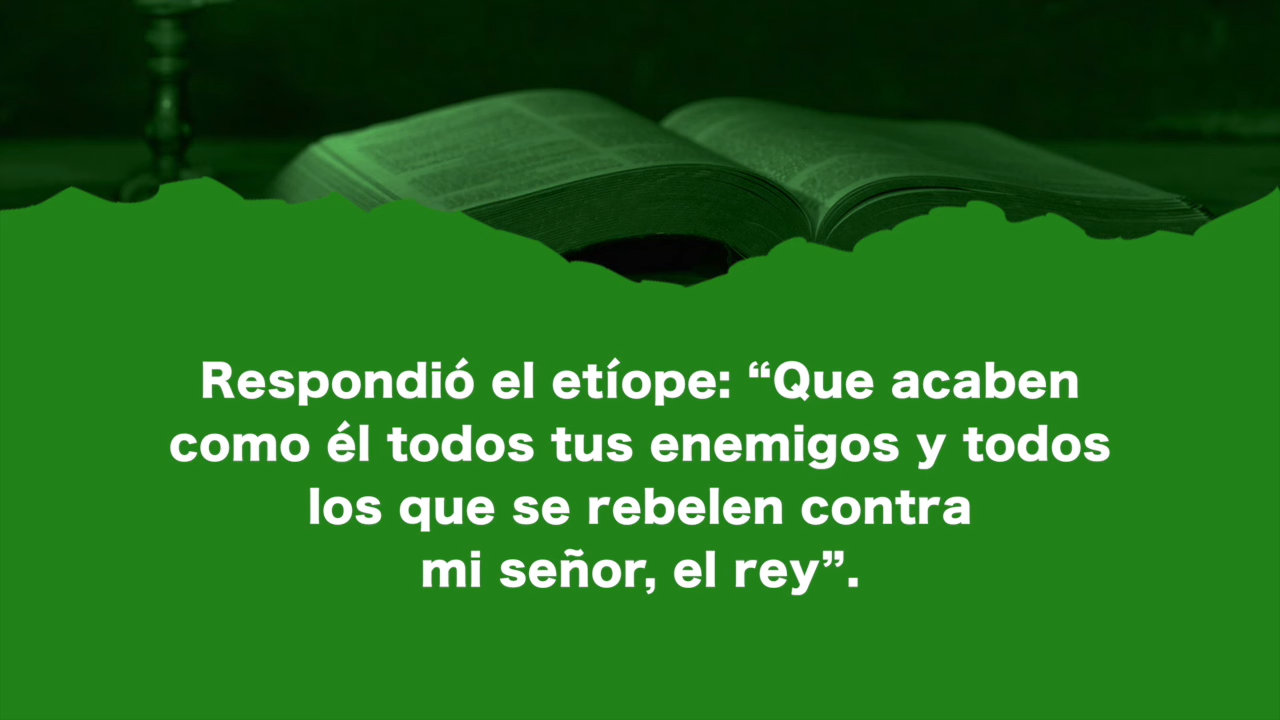 Respondió el etíope: “Que acaben
como él todos tus enemigos y todos
los que se rebelen contra
mi señor, el rey”.